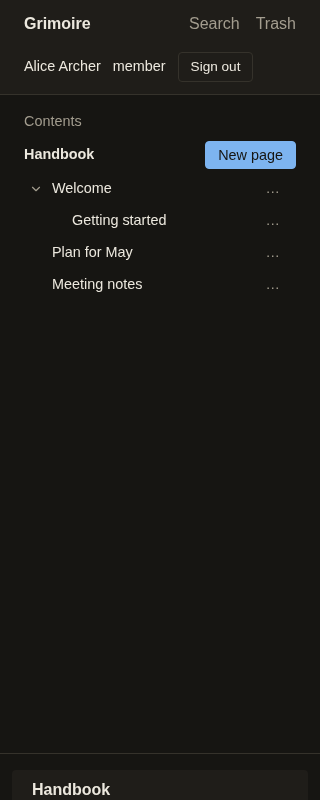 Grimoire Search Trash
Alice Archer member Sign out
Contents
Handbook New page
Welcome ...
Getting started ...
Plan for May ...
Meeting notes ...
Handbook